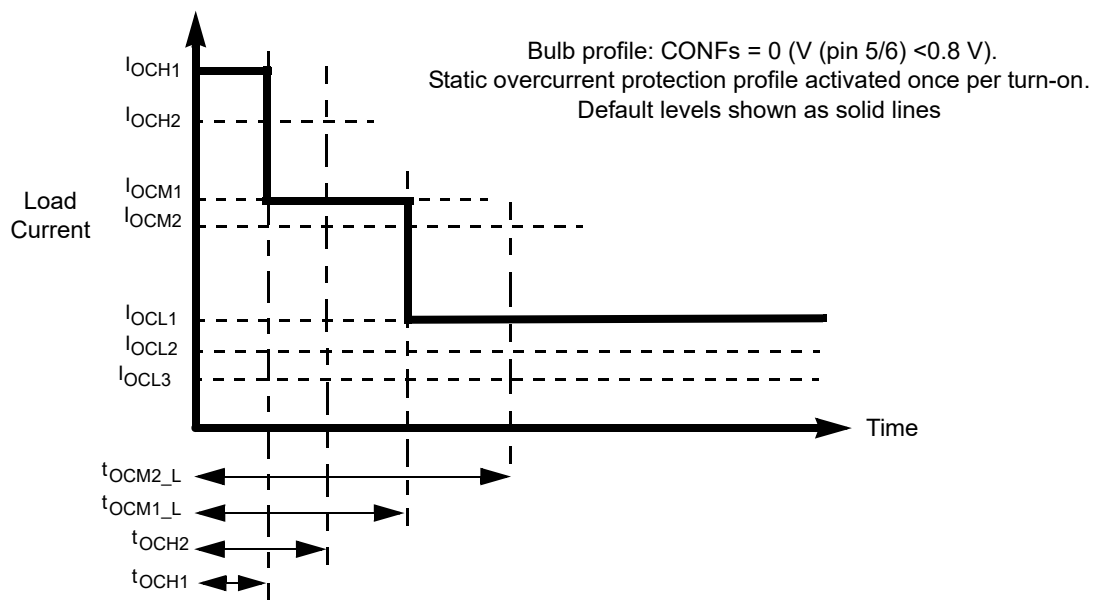 Bulb profile: CONFs = 0 (V (pin 5/6) <0.8 V).
Static overcurrent protection profile activated once per turn-on.
Default levels shown as solid lines
IOCH1
IOCH2
IOCM1
Load
Current
IOCM2
IOCL1
IOCL2
IOCL3
Time
tOCM2_L
tOCM1_L
tOCH2
tOCH1